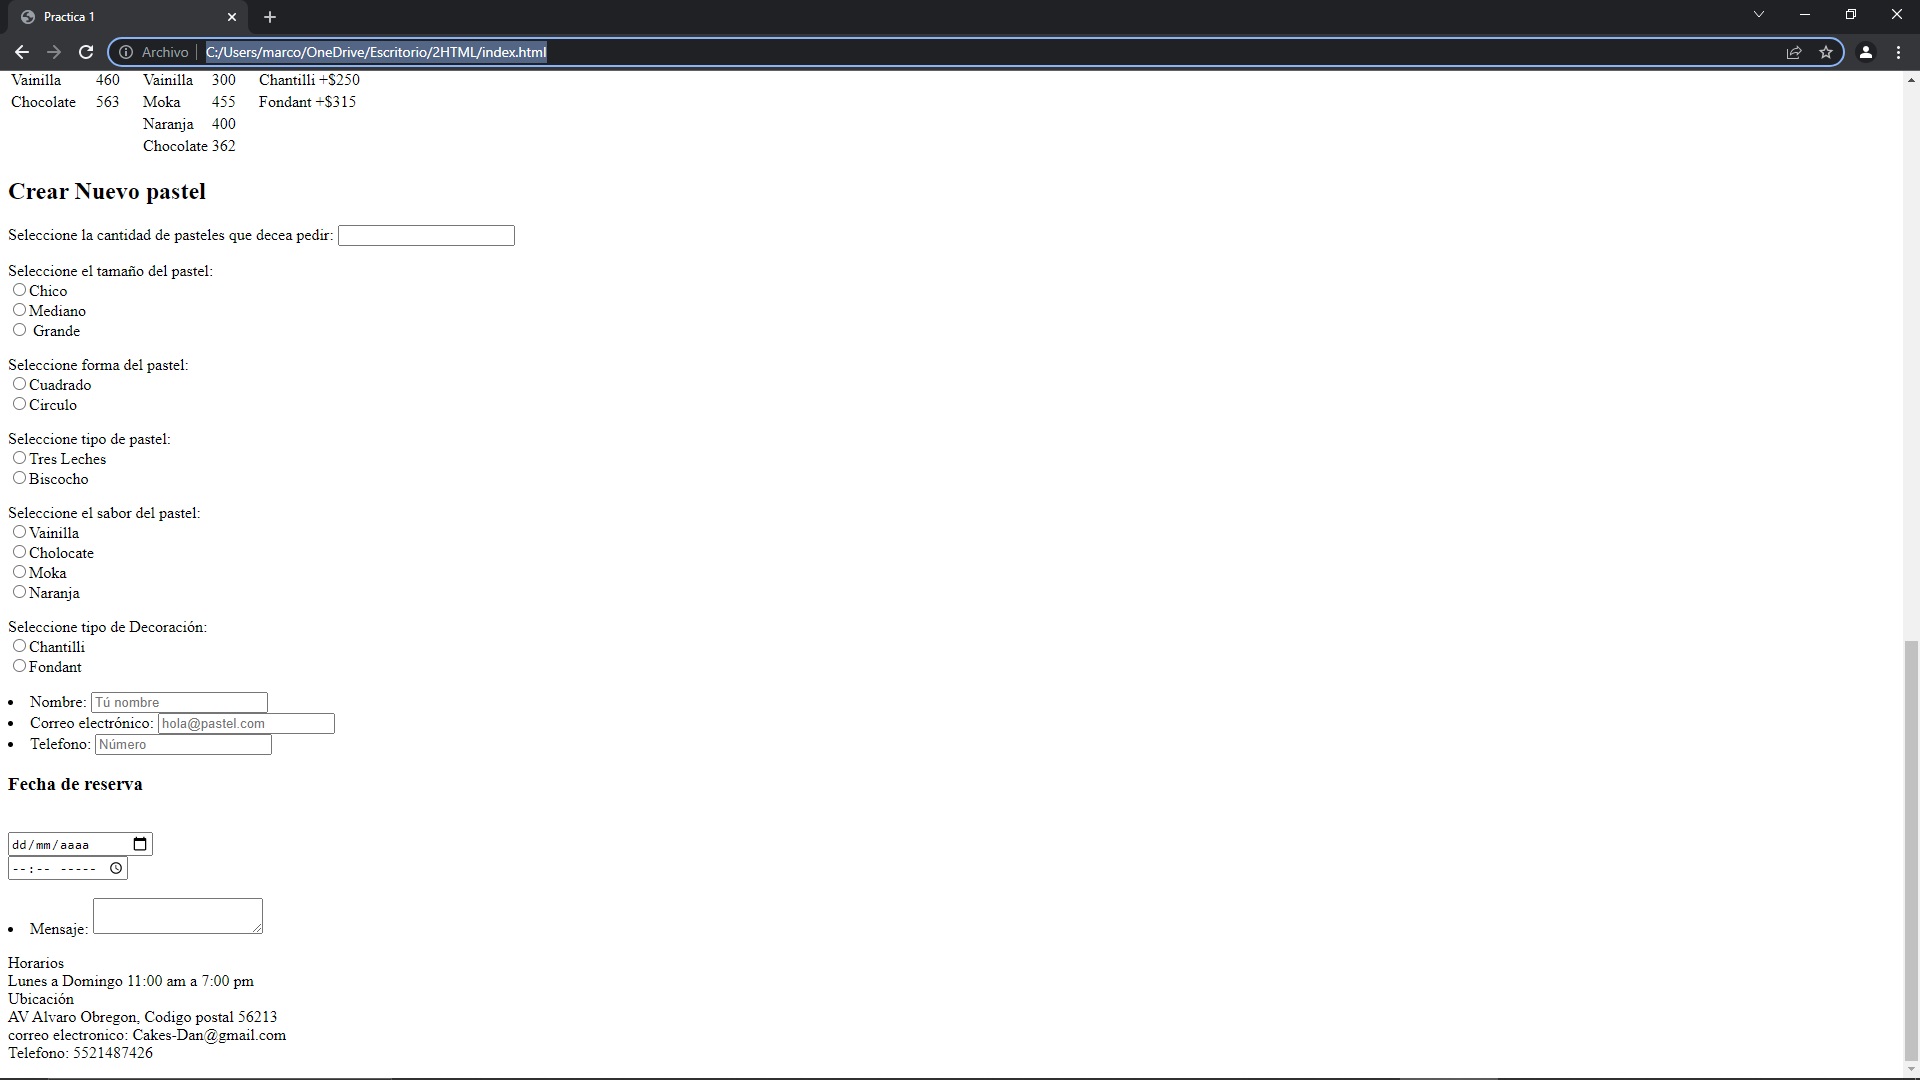 Practica 1
Archivo C:/Users/marco/OneDrive/Escritorio/2HTML/index.html
Vainilla 460 Vainilla 300 Chantilli +$250
Chocolate 563 Moka 455 Fondant +$315
Naranja 400
Chocolate 362
Crear Nuevo pastel
Seleccione la cantidad de pasteles que decea pedir:
Seleccione el tamaño del pastel:
Chico
Mediano
Grande
Seleccione forma del pastel:
Cuadrado
Circulo
Seleccione tipo de pastel:
Tres Leches
Biscocho
Seleccione el sabor del pastel:
Vainilla
Cholocate
Moka
Naranja
Seleccione tipo de Decoración:
Chantilli
Fondant
• Nombre: Tú nombre
• Correo electrónico: hola@pastel.com
• Telefono: Número
Fecha de reserva
dd/mm/aaaa
--:-- -----
• Mensaje:
Horarios
Lunes a Domingo 11:00 am a 7:00 pm
Ubicación
AV Alvaro Obregon, Codigo postal 56213
correo electronico: Cakes-Dan@gmail.com
Telefono: 5521487426